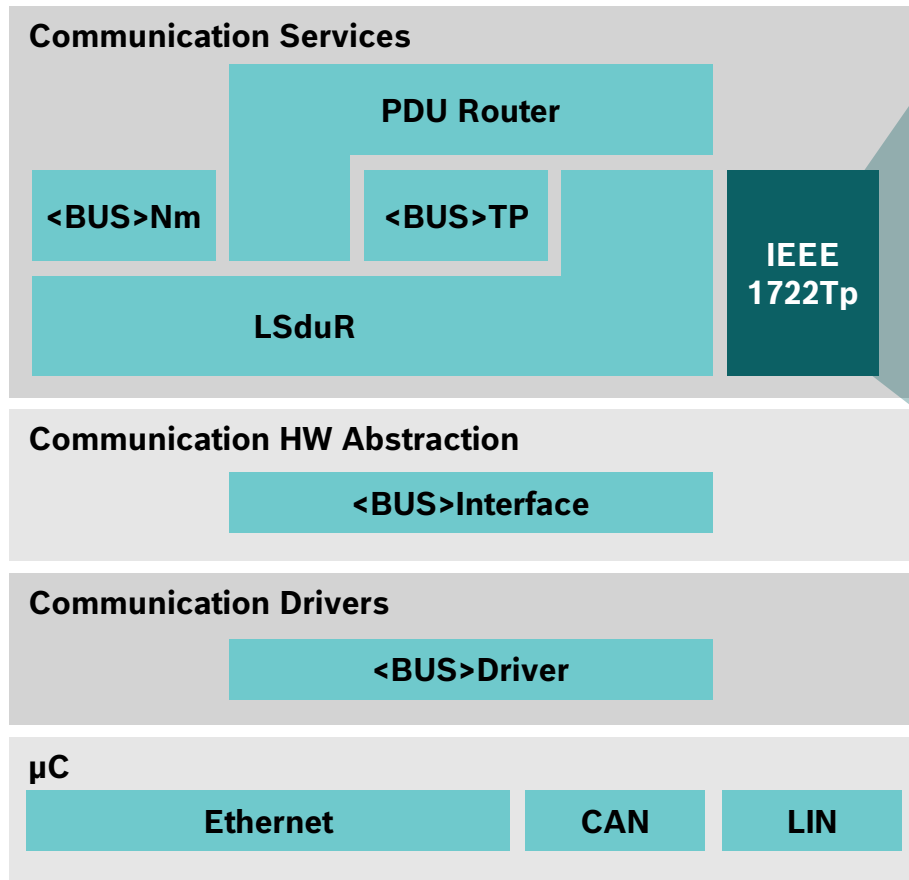 Communication Services
PDU Router
<BUS>Nm
<BUS>TP
IEEE
1722Tp
LSduR
Communication HW Abstraction
<BUS>Interface
Communication Drivers
<BUS>Driver
µC
Ethernet
CAN
LIN